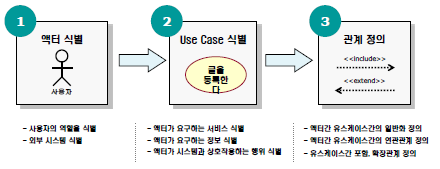 1
액터 식별
사용자
- 사용자의 역할을 식별
- 외부 시스템 식별
2
Use Case 식별
글을
등록한
다.
- 액터가 요구하는 서비스 식별
- 액터가 요구하는 정보 식별
- 액터가 시스템과 상호작용하는 행위 식별
3
관계 정의
<<include>>
<<extend>>
- 액터간 유스케이스간의 일반화 정의
- 액터간 유스케이스간의 연관관계 정의
- 유스케이스간 포함, 확장관계 정의